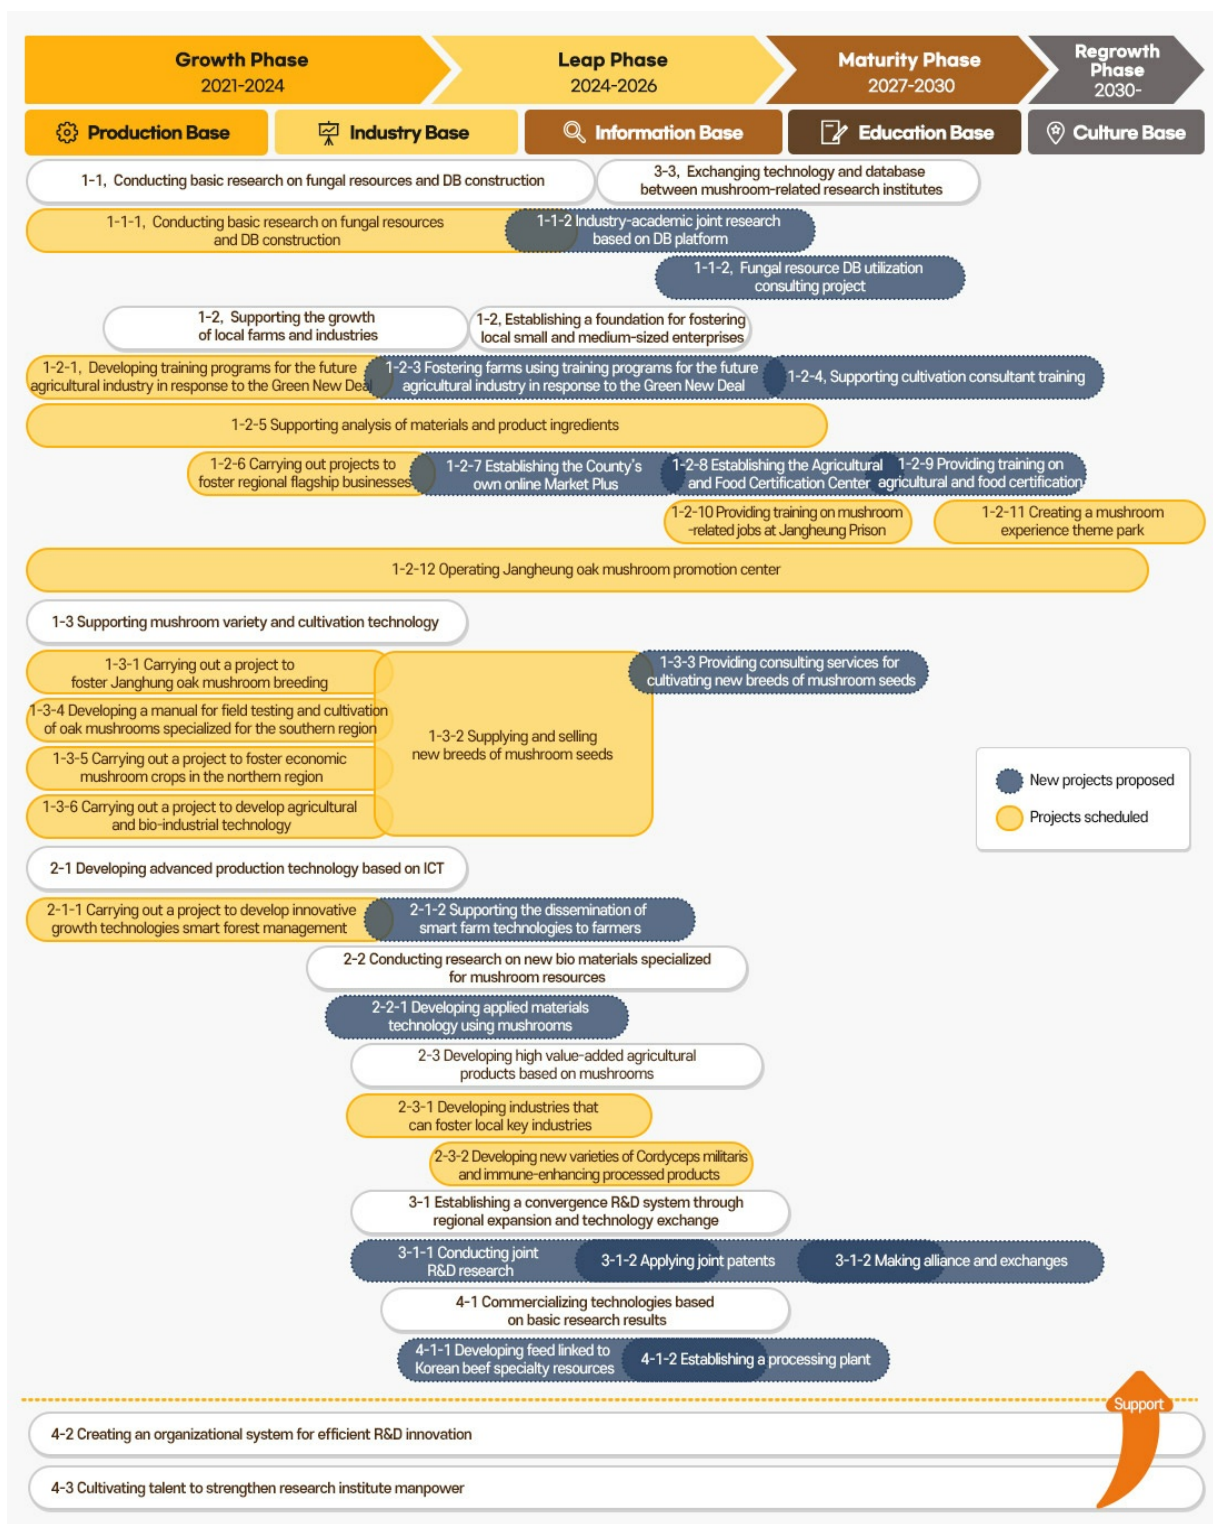 Growth Phase
2021-2024
Leap Phase
2024-2026
Maturity Phase
2027-2030
Regrowth
Phase
2030-
Production Base
Industry Base
Information Base
Education Base
Culture Base
1-1, Conducting basic research on fungal resources and DB construction
3-3, Exchanging technology and database
between mushroom-related research institutes
1-1-1, Conducting basic research on fungal resources
and DB construction
1-1-2 Industry-academic joint research
based on DB platform
1-1-2, Fungal resource DB utilization
consulting project
1-2, Supporting the growth
of local farms and industries
1-2, Establishing a foundation for fostering
local small and medium-sized enterprises
1-2-1, Developing training programs for the future
agricultural industry in response to the Green New Deal
1-2-3 Fostering farms using training programs for the future
agricultural industry in response to the Green New Deal
1-2-4, Supporting cultivation consultant training
1-2-5 Supporting analysis of materials and product ingredients
1-2-6 Carrying out projects to
foster regional flagship businesses
1-2-7 Establishing the County's
own online Market Plus
1-2-8 Establishing the Agricultural
and Food Certification Center
1-2-9 Providing training on
agricultural and food certification
1-2-10 Providing training on mushroom
-related jobs at Jangheung Prison
1-2-11 Creating a mushroom
experience theme park
1-2-12 Operating Jangheung oak mushroom promotion center
1-3 Supporting mushroom variety and cultivation technology
1-3-1 Carrying out a project to
foster Janghung oak mushroom breeding
1-3-3 Providing consulting services for
cultivating new breeds of mushroom seeds
1-3-4 Developing a manual for field testing and cultivation
of oak mushrooms specialized for the southern region
1-3-2 Supplying and selling
new breeds of mushroom seeds
1-3-5 Carrying out a project to foster economic
mushroom crops in the northern region
1-3-6 Carrying out a project to develop agricultural
and bio-industrial technology
New projects proposed
Projects scheduled
2-1 Developing advanced production technology based on ICT
2-1-1 Carrying out a project to develop innovative
growth technologies smart forest management
2-1-2 Supporting the dissemination of
smart farm technologies to farmers
2-2 Conducting research on new bio materials specialized
for mushroom resources
2-2-1 Developing applied materials
technology using mushrooms
2-3 Developing high value-added agricultural
products based on mushrooms
2-3-1 Developing industries that
can foster local key industries
2-3-2 Developing new varieties of Cordyceps militaris
and immune-enhancing processed products
3-1 Establishing a convergence R&D system through
regional expansion and technology exchange
3-1-1 Conducting joint
R&D research
3-1-2 Applying joint patents
3-1-2 Making alliance and exchanges
4-1 Commercializing technologies based
on basic research results
4-1-1 Developing feed linked to
Korean beef specialty resources
4-1-2 Establishing a processing plant
Support
4-2 Creating an organizational system for efficient R&D innovation
4-3 Cultivating talent to strengthen research institute manpower